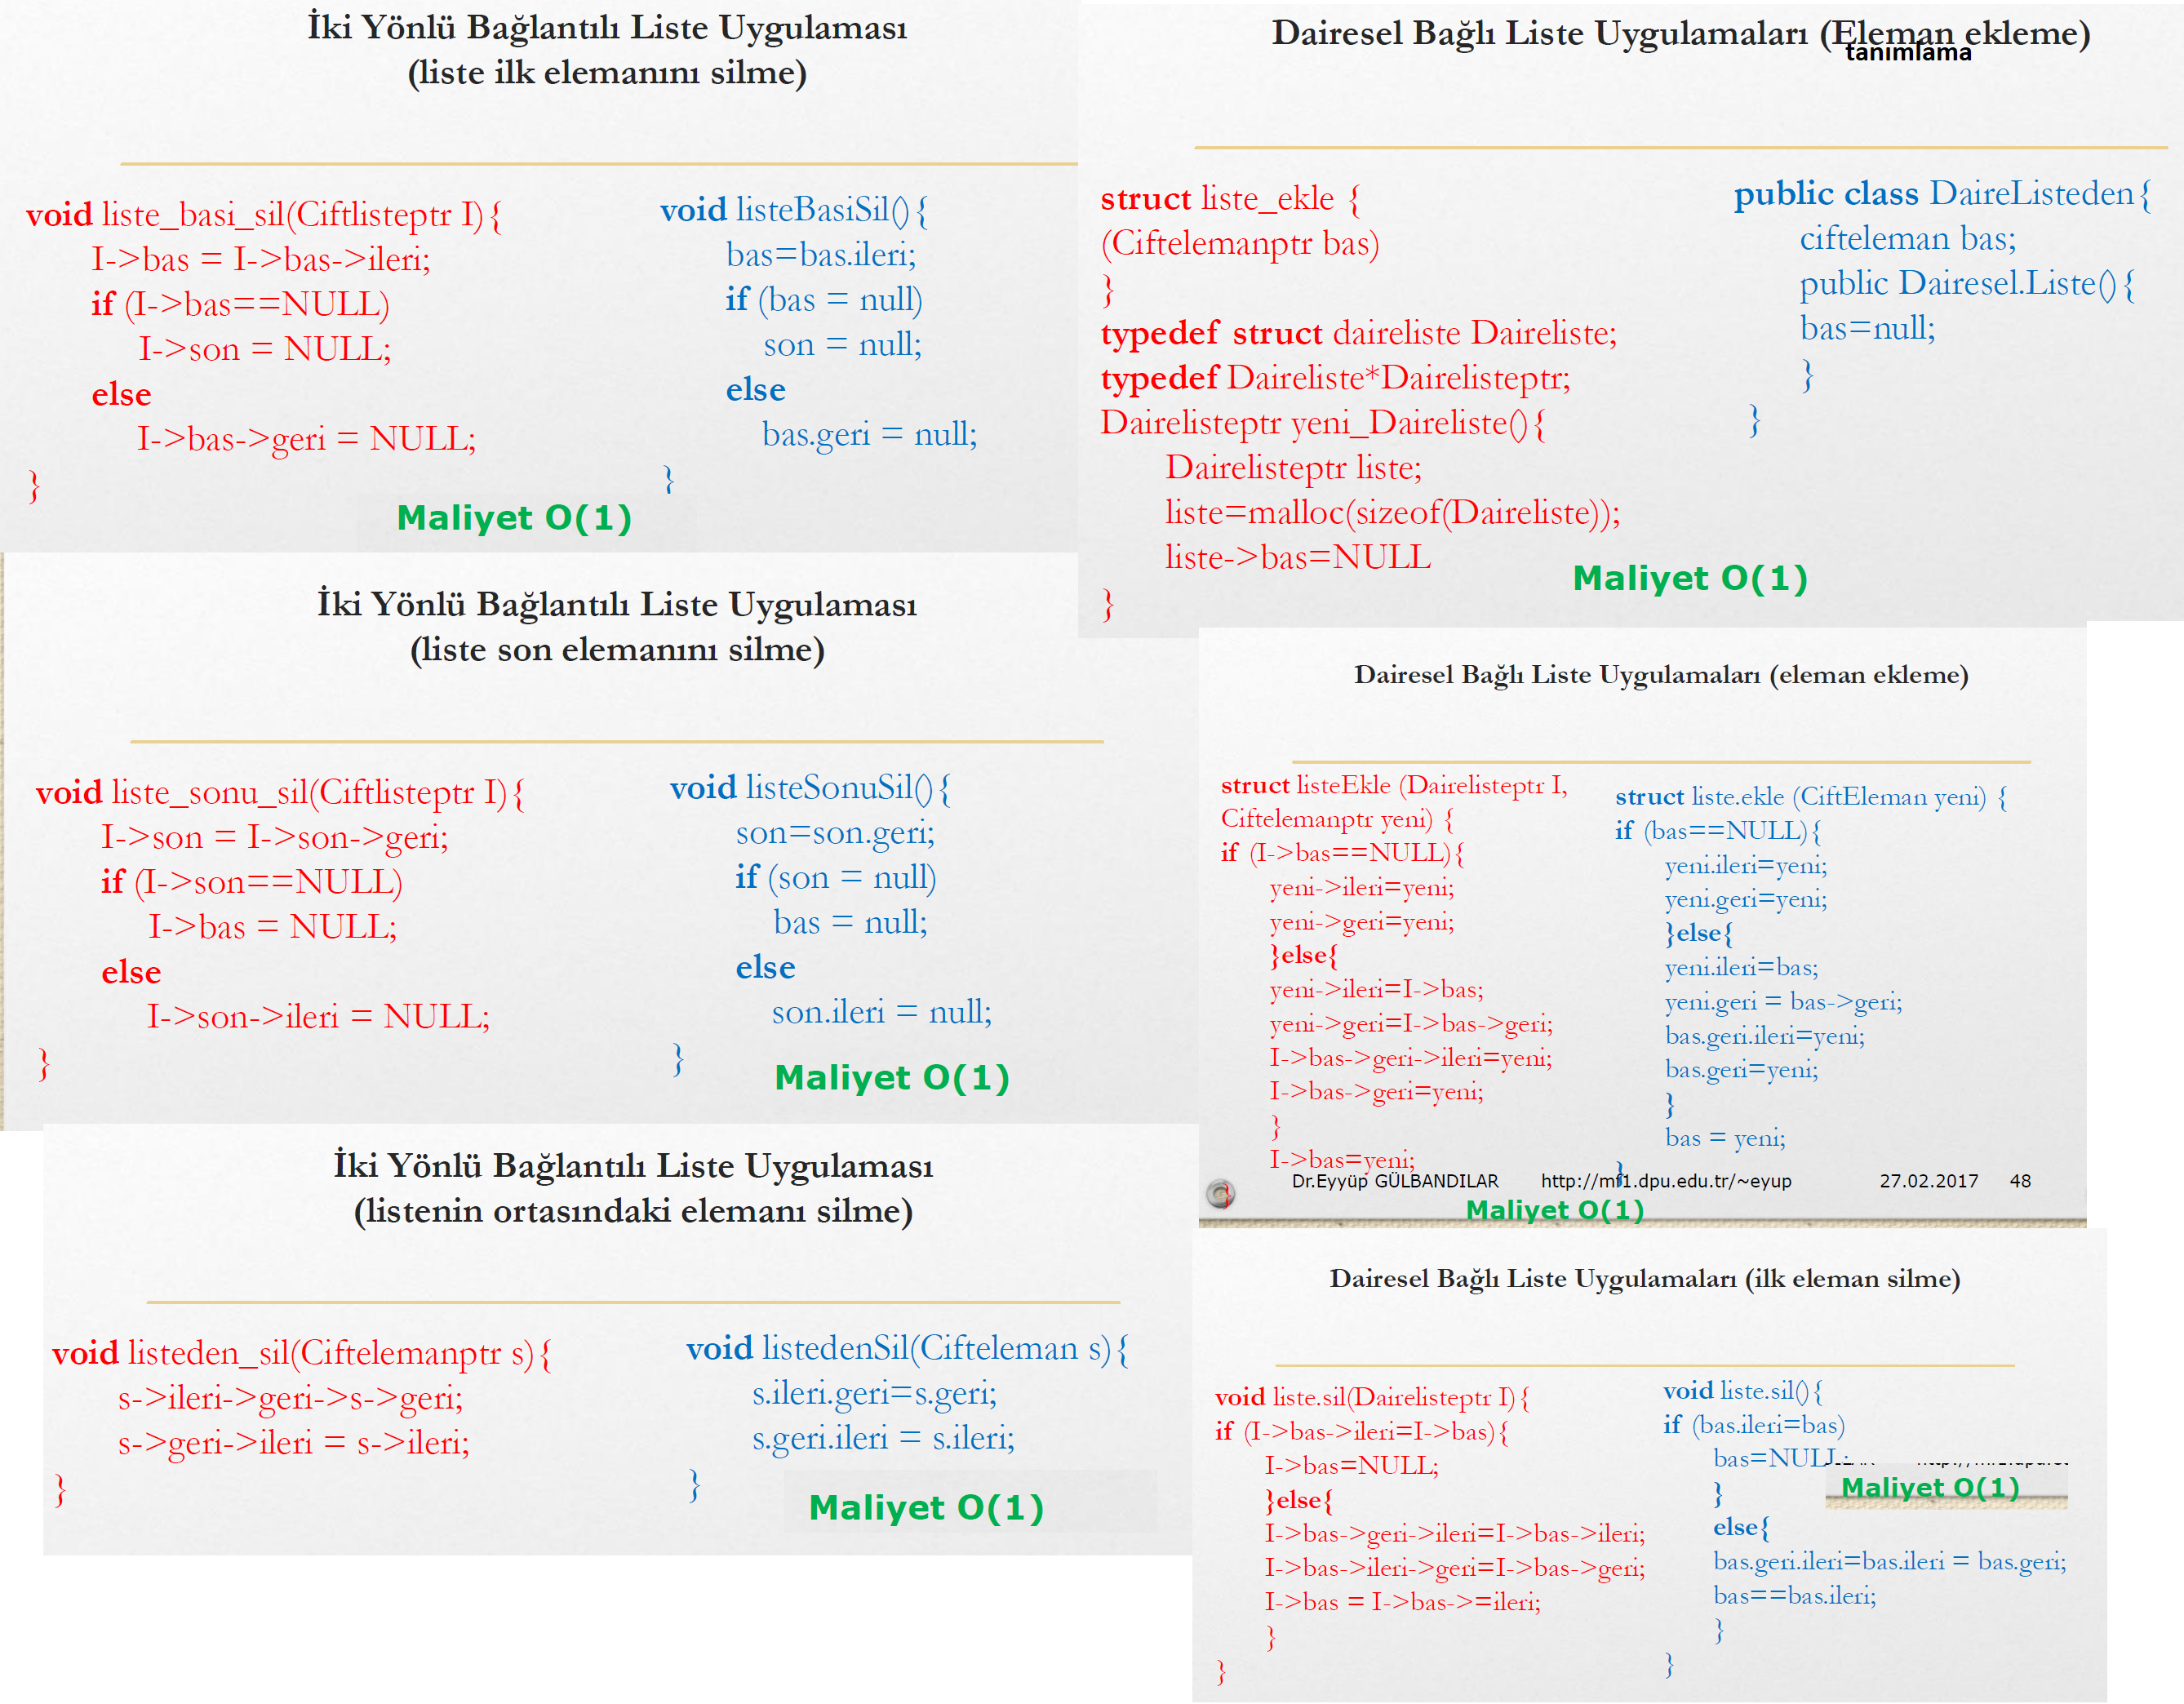 İki Yönlü Bağlantılı Liste Uygulaması
(liste ilk elemanını silme)
void liste_basi_sil(Ciftlisteptr I){
I->bas = I->bas->ileri;
if (I->bas==NULL)
I->son = NULL;
else
I->bas->geri = NULL;
}
void listeBasiSil(){
bas=bas.ileri;
if (bas = null)
son = null;
else
bas.geri = null;
}
Maliyet O(1)
İki Yönlü Bağlantılı Liste Uygulaması
(liste son elemanını silme)
void liste_sonu_sil(Ciftlisteptr I){
I->son = I->son->geri;
if (I->son==NULL)
I->bas = NULL;
else
I->son->ileri = NULL;
}
void listeSonuSil(){
son=son.geri;
if (son = null)
bas = null;
else
son.ileri = null;
}
Maliyet O(1)
İki Yönlü Bağlantılı Liste Uygulaması
(listenin ortasındaki elemanı silme)
void listeden_sil(Ciftelemanptr s){
s->ileri->geri->s->geri;
s->geri->ileri = s->ileri;
}
void listedenSil(Cifteleman s){
s.ileri.geri=s.geri;
s.geri.ileri = s.ileri;
}
Maliyet O(1)
Dairesel Bağlı Liste Uygulamaları (Eleman ekleme)
tanımlama
struct liste_ekle {
(Ciftelemanptr bas)
}
typedef struct daireliste Daireliste;
typedef Daireliste*Dairelisteptr;
Dairelisteptr yeni_Daireliste(){
Dairelisteptr liste;
liste=malloc(sizeof(Daireliste));
liste->bas=NULL
}
public class DaireListeden{
cifteleman bas;
public Dairesel.Liste(){
bas=null;
}
}
Maliyet O(1)
Dairesel Bağlı Liste Uygulamaları (eleman ekleme)
struct listeEkle (Dairelisteptr I,
Ciftelemanptr yeni) {
if (I->bas==NULL){
yeni->ileri=yeni;
yeni->geri=yeni;
}else{
yeni->ileri=I->bas;
yeni->geri=I->bas->geri;
I->bas->geri->ileri=yeni;
I->bas->geri=yeni;
}
I->bas=yeni;
struct liste.ekle (CiftEleman yeni) {
if (bas==NULL){
yeni.ileri=yeni;
yeni.geri=yeni;
}else{
yeni.ileri=bas;
yeni.geri = bas->geri;
bas.geri.ileri=yeni;
bas.geri=yeni;
}
bas = yeni;
}
Dr.Eyyüp GÜLBANDILAR http://mf1.dpu.edu.tr/~eyup 27.02.2017 48
Maliyet O(1)
Dairesel Bağlı Liste Uygulamaları (ilk eleman silme)
void liste.sil(Dairelisteptr I){
if (I->bas->ileri=I->bas){
I->bas=NULL;
}else{
I->bas->geri->ileri=I->bas->ileri;
I->bas->ileri->geri=I->bas->geri;
I->bas = I->bas->=ileri;
}
}
void liste.sil(){
if (bas.ileri=bas)
bas=NULL;
}
else{
bas.geri.ileri=bas.ileri = bas.geri;
bas==bas.ileri;
}
}
Maliyet O(1)